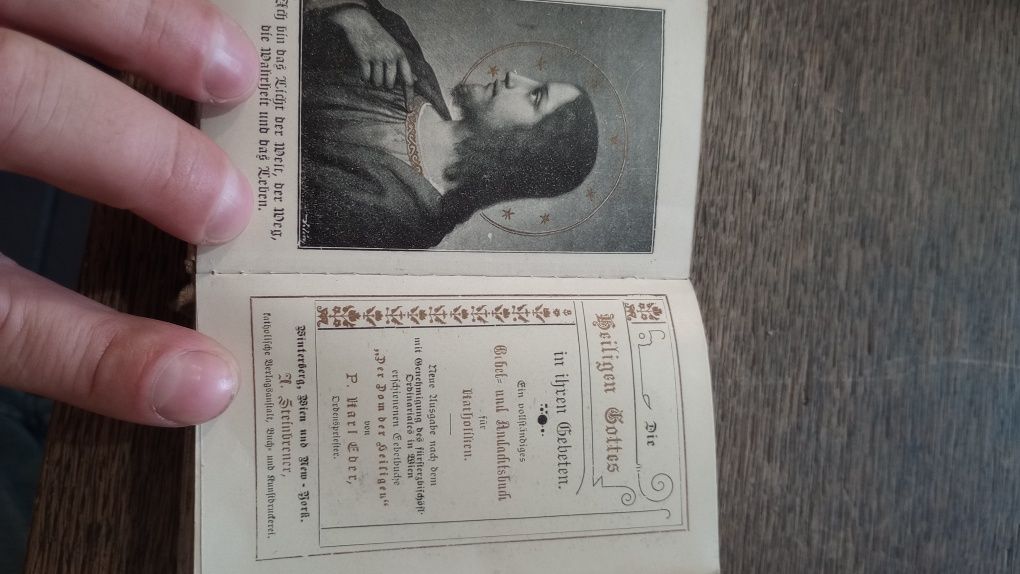 Ich bin das Licht der Welt, der Weg,
die Wahrheit und das Leben.
Die
Heiligen Gottes
in ihren Gebeten.
Ein vollständiges
Gebet- und Andachtsbuch
für
Katholiken.
Neue Ausgabe nach dem
mit Genehmigung des fürsterzbischöfl.
Ordinariates in Wien
erschienenen Gebetbuche
„Der Dom der Heiligen“
von
P. Karl Eder,
Ordenspriester.
Winterberg, Wien und New-York.
J. Steinbrener,
katholische Verlagsanstalt, Buch- und Kunstdruckerei.